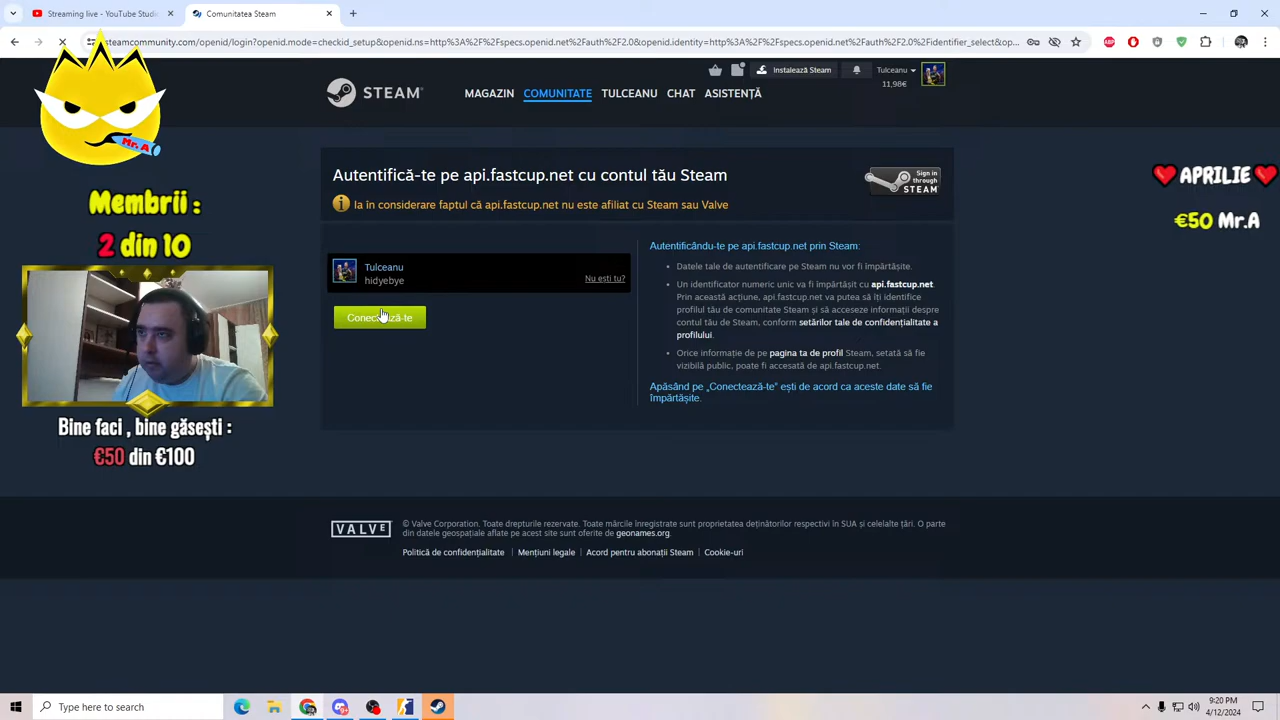 Streaming live - YouTube Studi
Comunitatea Steam
steamcommunity.com/openid/login?openid.mode=checkid_setup&openid.ns=http%3A%2F%2Fspecs.openid.net%2Fauth%2F2.0&openid.identity=http%3A%2F%2Fspecs.openid.net%2Fauth%2F2.0%2Fidentifier_select&op...
Instalează Steam
Tulceanu
11,98€
STEAM
MAGAZIN
COMUNITATE
TULCEANU
CHAT
ASISTENȚĂ
Mr. A
Membrii :
2 din 10
Bine faci , bine găsești :
€50 din €100
APRILIE
€50 Mr.A
Autentifică-te pe api.fastcup.net cu contul tău Steam
Sign in
through
STEAM
Ia în considerare faptul că api.fastcup.net nu este afiliat cu Steam sau Valve
Tulceanu
hidyebye
Nu ești tu?
Conectează-te
Autentificându-te pe api.fastcup.net prin Steam:
Datele tale de autentificare pe Steam nu vor fi împărtășite.
Un identificator numeric unic va fi împărtășit cu api.fastcup.net.
Prin această acțiune, api.fastcup.net va putea să îți identifice
profilul tău de comunitate Steam și să acceseze informații despre
contul tău de Steam, conform setărilor tale de confidențialitate a
profilului.
Orice informație de pe pagina ta de profil Steam, setată să fie
vizibilă public, poate fi accesată de api.fastcup.net.
Apăsând pe „Conectează-te” ești de acord ca aceste date să fie
împărtășite.
VALVE
© Valve Corporation. Toate drepturile rezervate. Toate mărcile înregistrate sunt proprietatea deținătorilor respectivi în SUA și celelalte țări. O parte
din datele geospațiale aflate pe acest site sunt oferite de geonames.org.
Politică de confidențialitate | Mențiuni legale | Acord pentru abonații Steam | Cookie-uri
Type here to search
9:20 PM
4/12/2024